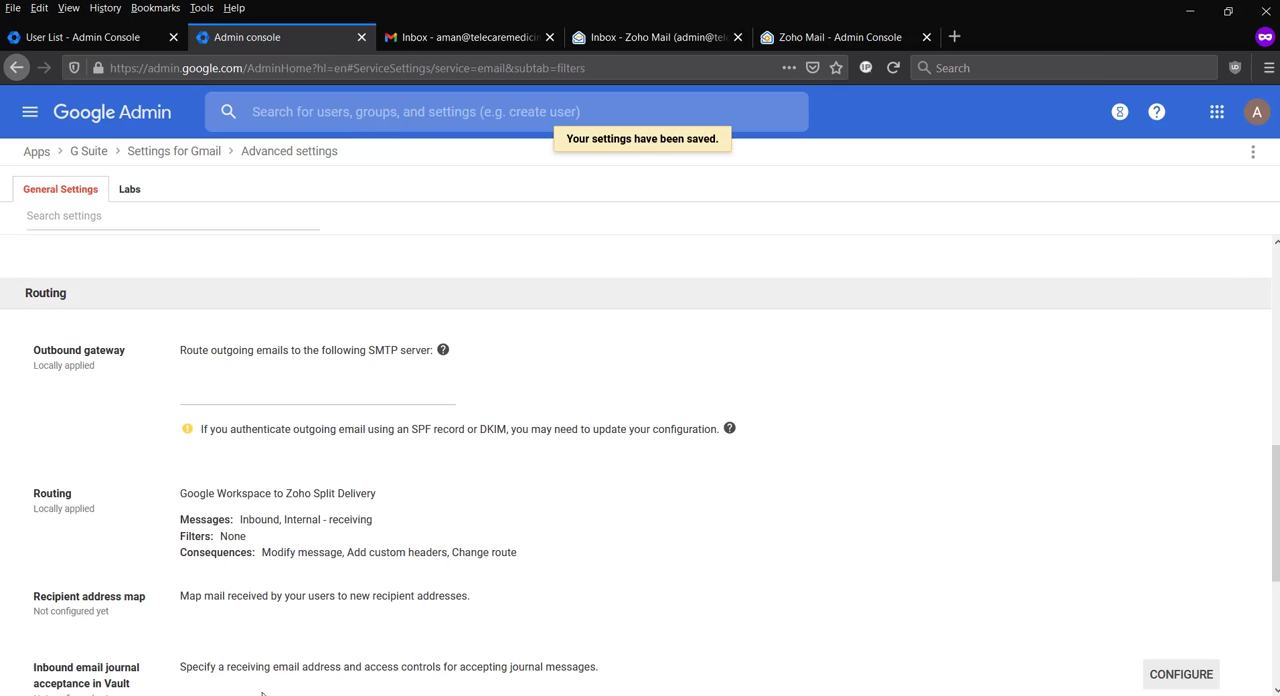 File Edit View History Bookmarks Tools Help
User List - Admin Console
Admin console
Inbox - aman@telecaremedicin
Inbox - Zoho Mail (admin@tele
Zoho Mail - Admin Console
https://admin.google.com/AdminHome?hl=en#ServiceSettings/service=email&subtab=filters
Search
Google Admin
Search for users, groups, and settings (e.g. create user)
A
Your settings have been saved.
Apps > G Suite > Settings for Gmail > Advanced settings
General Settings Labs
Search settings
Routing
Outbound gateway
Locally applied
Route outgoing emails to the following SMTP server:
If you authenticate outgoing email using an SPF record or DKIM, you may need to update your configuration.
Routing
Locally applied
Google Workspace to Zoho Split Delivery
Messages: Inbound, Internal - receiving
Filters: None
Consequences: Modify message, Add custom headers, Change route
Recipient address map
Not configured yet
Map mail received by your users to new recipient addresses.
Inbound email journal
acceptance in Vault
Specify a receiving email address and access controls for accepting journal messages.
CONFIGURE